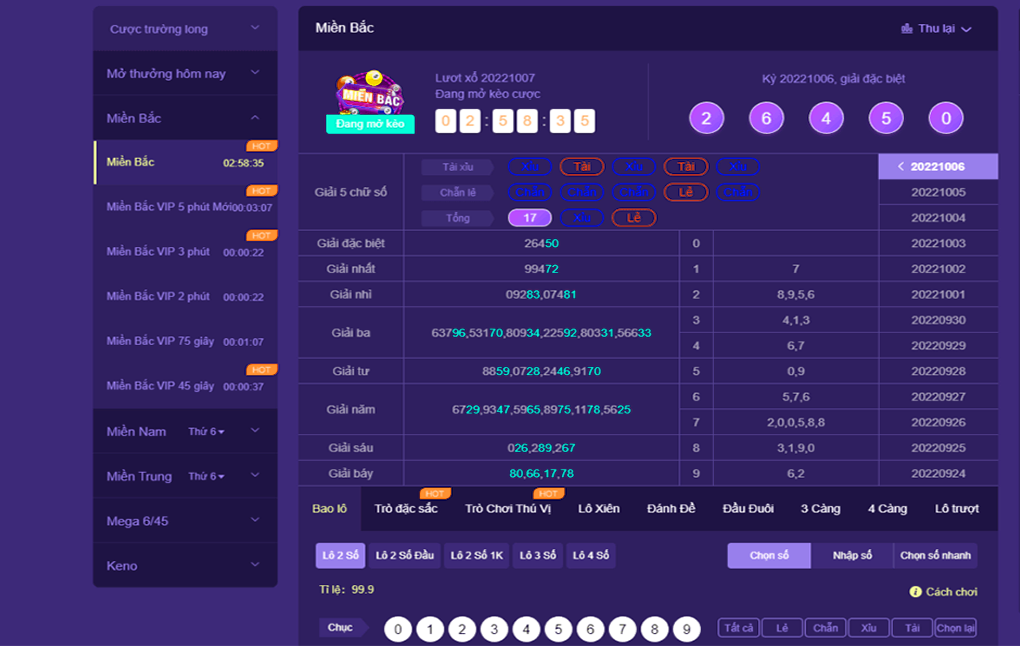 Cược trường long
Mở thưởng hôm nay
Miền Bắc
HOT
Miền Bắc 02:58:35
HOT
Miền Bắc VIP 5 phút Mới00:03:07
HOT
Miền Bắc VIP 3 phút 00:00:22
Miền Bắc VIP 2 phút 00:00:22
Miền Bắc VIP 75 giây 00:01:07
HOT
Miền Bắc VIP 45 giây 00:00:37
Miền Nam Thứ 6
Miền Trung Thứ 6
Mega 6/45
Keno
Miền Bắc Thu lại
MIỀN BẮC
Đang mở kèo
Lượt xổ 20221007
Đang mở kèo cược
0 2 : 5 8 : 3 5
Kỳ 20221006, giải đặc biệt
2 6 4 5 0
Giải 5 chữ số
Tài xỉu Xỉu Tài Xỉu Tài Xỉu
Chẵn lẻ Chẵn Chẵn Chẵn Lẻ Chẵn
Tổng 17 Xỉu Lẻ
Giải đặc biệt 26450 0
Giải nhất 99472 1 7
Giải nhì 09283,07481 2 8,9,5,6
Giải ba 63796,53170,80934,22592,80331,56633
3 4,1,3
4 6,7
Giải tư 8859,0728,2446,9170 5 0,9
Giải năm 6729,9347,5965,8975,1178,5625
6 5,7,6
7 2,0,0,5,8,8
Giải sáu 026,289,267 8 3,1,9,0
Giải bảy 80,66,17,78 9 6,2
< 20221006
20221005
20221004
20221003
20221002
20221001
20220930
20220929
20220928
20220927
20220926
20220925
20220924
HOT HOT
Bao lô Trò đặc sắc Trò Chơi Thú Vị Lô Xiên Đánh Đề Đầu Đuôi 3 Càng 4 Càng Lô trượt
Lô 2 Số Lô 2 Số Đầu Lô 2 Số 1K Lô 3 Số Lô 4 Số Chọn số Nhập số Chọn số nhanh
Tỉ lệ: 99.9 Cách chơi
Chục 0 1 2 3 4 5 6 7 8 9 Tất cả Lẻ Chẵn Xỉu Tài Chọn lại